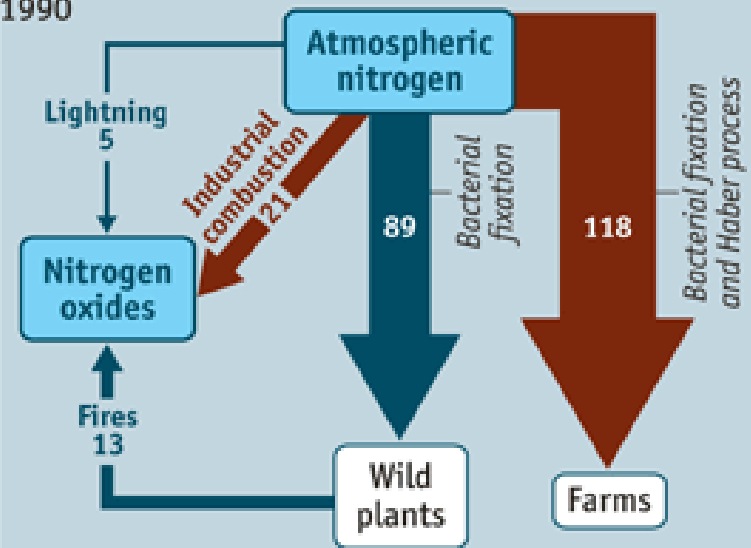 1990
Atmospheric
nitrogen
Lightning
5
Industrial
combustion
21
Bacterial
fixation
89
Bacterial fixation
and Haber process
118
Nitrogen
oxides
Fires
13
Wild
plants
Farms